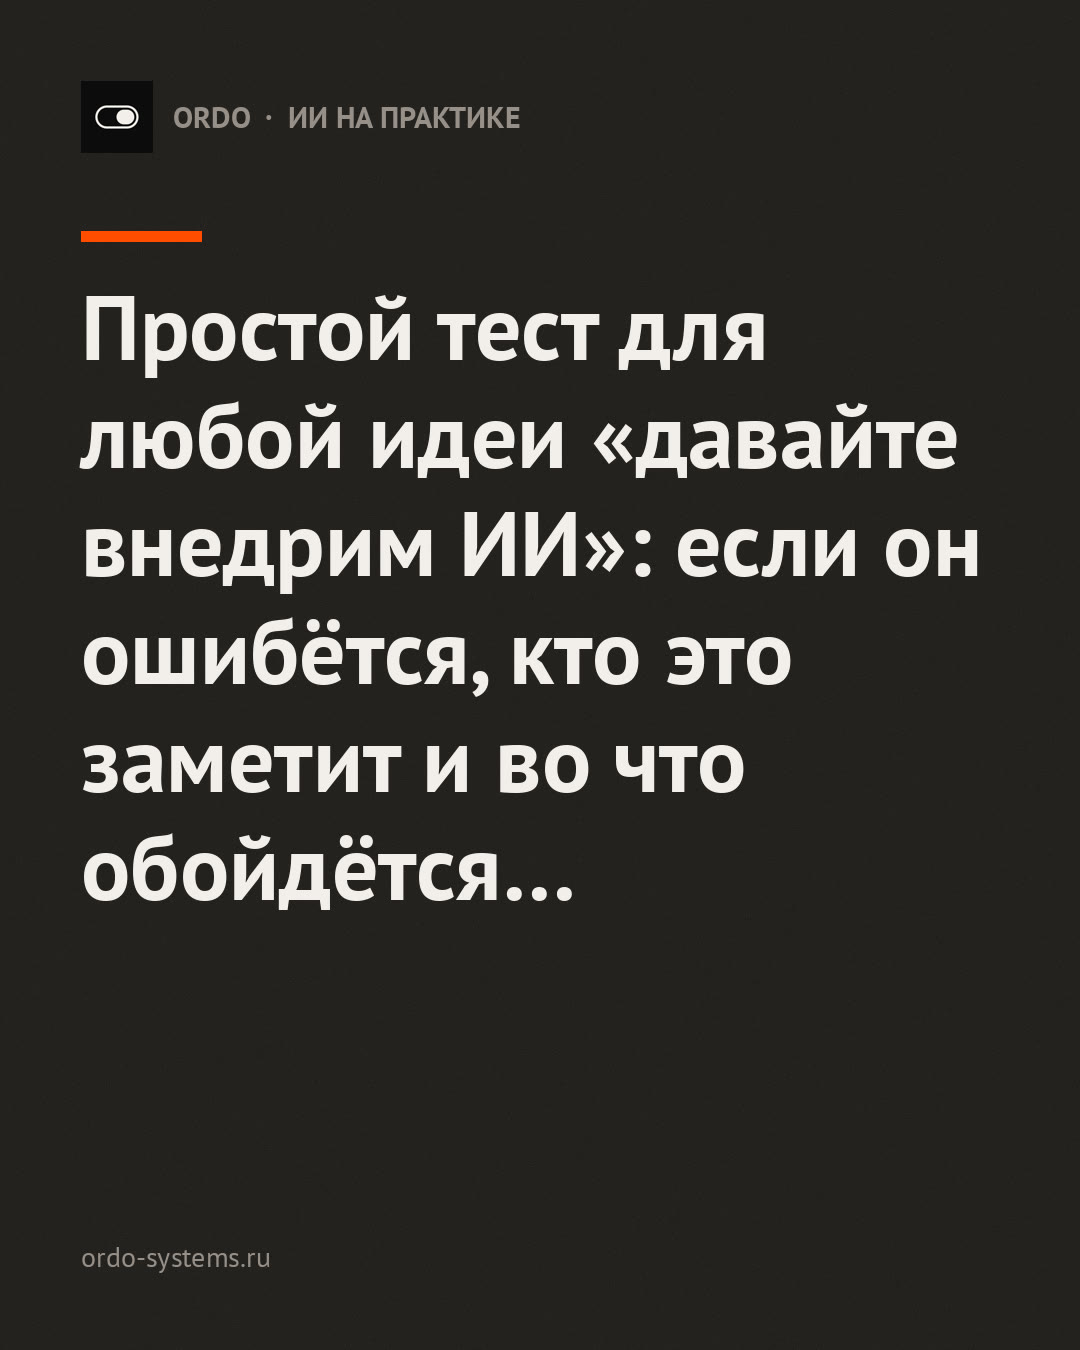 ORDO · ИИ НА ПРАКТИКЕ
Простой тест для
любой идеи «давайте
внедрим ИИ»: если он
ошибётся, кто это
заметит и во что
обойдётся...
ordo-systems.ru